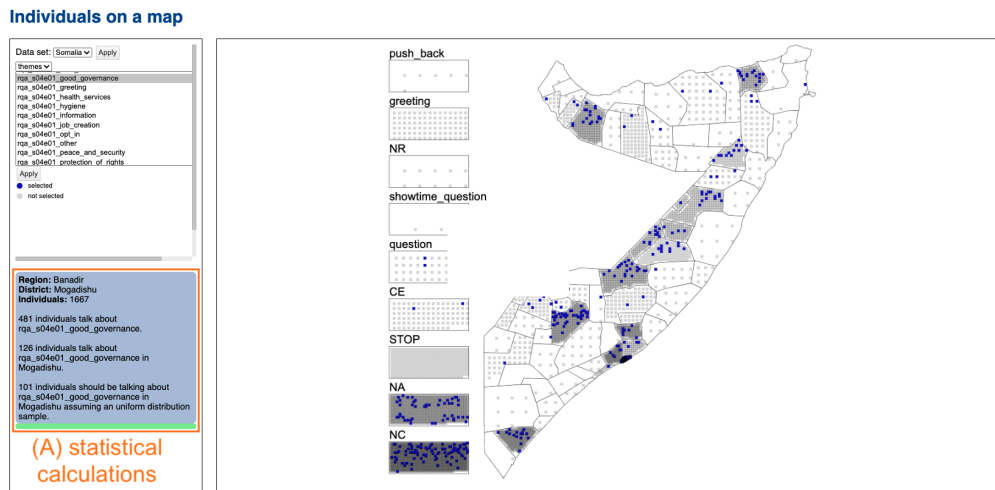 Individuals on a map
Data set: Somalia Apply
themes
rqa_s04e01_good_governance
rqa_s04e01_greeting
rqa_s04e01_health_services
rqa_s04e01_hygiene
rqa_s04e01_information
rqa_s04e01_job_creation
rqa_s04e01_opt_in
rqa_s04e01_other
rqa_s04e01_peace_and_security
rqa_s04e01_protection_of_rights
Apply
selected
not selected
Region: Banadir
District: Mogadishu
Individuals: 1667
481 individuals talk about
rqa_s04e01_good_governance.
126 individuals talk about
rqa_s04e01_good_governance in
Mogadishu.
101 individuals should be talking about
rqa_s04e01_good_governance in
Mogadishu assuming an uniform distribution
sample.
(A) statistical
calculations
push_back
greeting
NR
showtime_question
question
CE
STOP
NA
NC